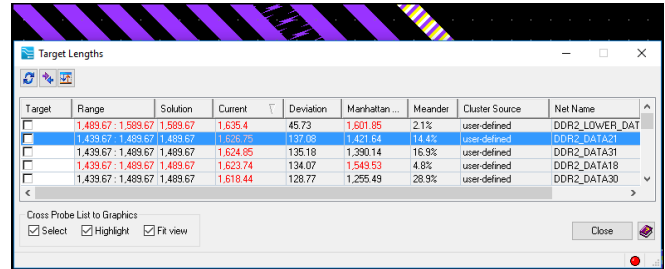 Target Lengths
Target Range Solution Current Deviation Manhattan ... Meander Cluster Source Net Name
1,489.67 : 1,589.67 1,589.67 1,635.4 45.73 1,601.85 2.1% user-defined DDR2_LOWER_DAT
1,439.67 : 1,489.67 1,489.67 1,626.75 137.08 1,421.64 14.4% user-defined DDR2_DATA21
1,439.67 : 1,489.67 1,489.67 1,624.85 135.18 1,390.14 16.9% user-defined DDR2_DATA31
1,439.67 : 1,489.67 1,489.67 1,623.74 134.07 1,549.53 4.8% user-defined DDR2_DATA18
1,439.67 : 1,489.67 1,489.67 1,618.44 128.77 1,255.49 28.9% user-defined DDR2_DATA30
Cross Probe List to Graphics
Select Highlight Fit view Close